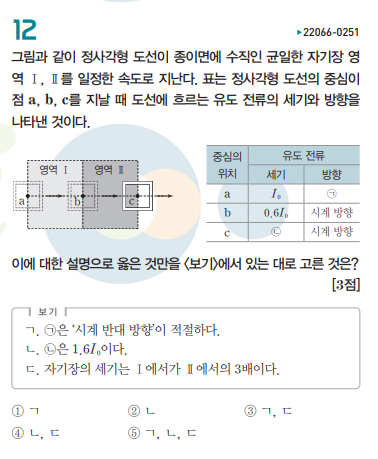 12
▶22066-0251
그림과 같이 정사각형 도선이 종이면에 수직인 균일한 자기장 영
역 Ⅰ, Ⅱ를 일정한 속도로 지난다. 표는 정사각형 도선의 중심이
점 a, b, c를 지날 때 도선에 흐르는 유도 전류의 세기와 방향을
나타낸 것이다.
영역 Ⅰ 영역 Ⅱ
a b c
중심의 위치 유도 전류
세기 방향
a I₀ ㉠
b 0.6I₀ 시계 방향
c ㉡ 시계 방향
이에 대한 설명으로 옳은 것만을 〈보기〉에서 있는 대로 고른 것은?
[3점]
보기
ㄱ. ㉠은 ‘시계 반대 방향’이 적절하다.
ㄴ. ㉡은 1.6I₀이다.
ㄷ. 자기장의 세기는 Ⅰ에서가 Ⅱ에서의 3배이다.
① ㄱ ② ㄴ ③ ㄱ, ㄷ
④ ㄴ, ㄷ ⑤ ㄱ, ㄴ, ㄷ